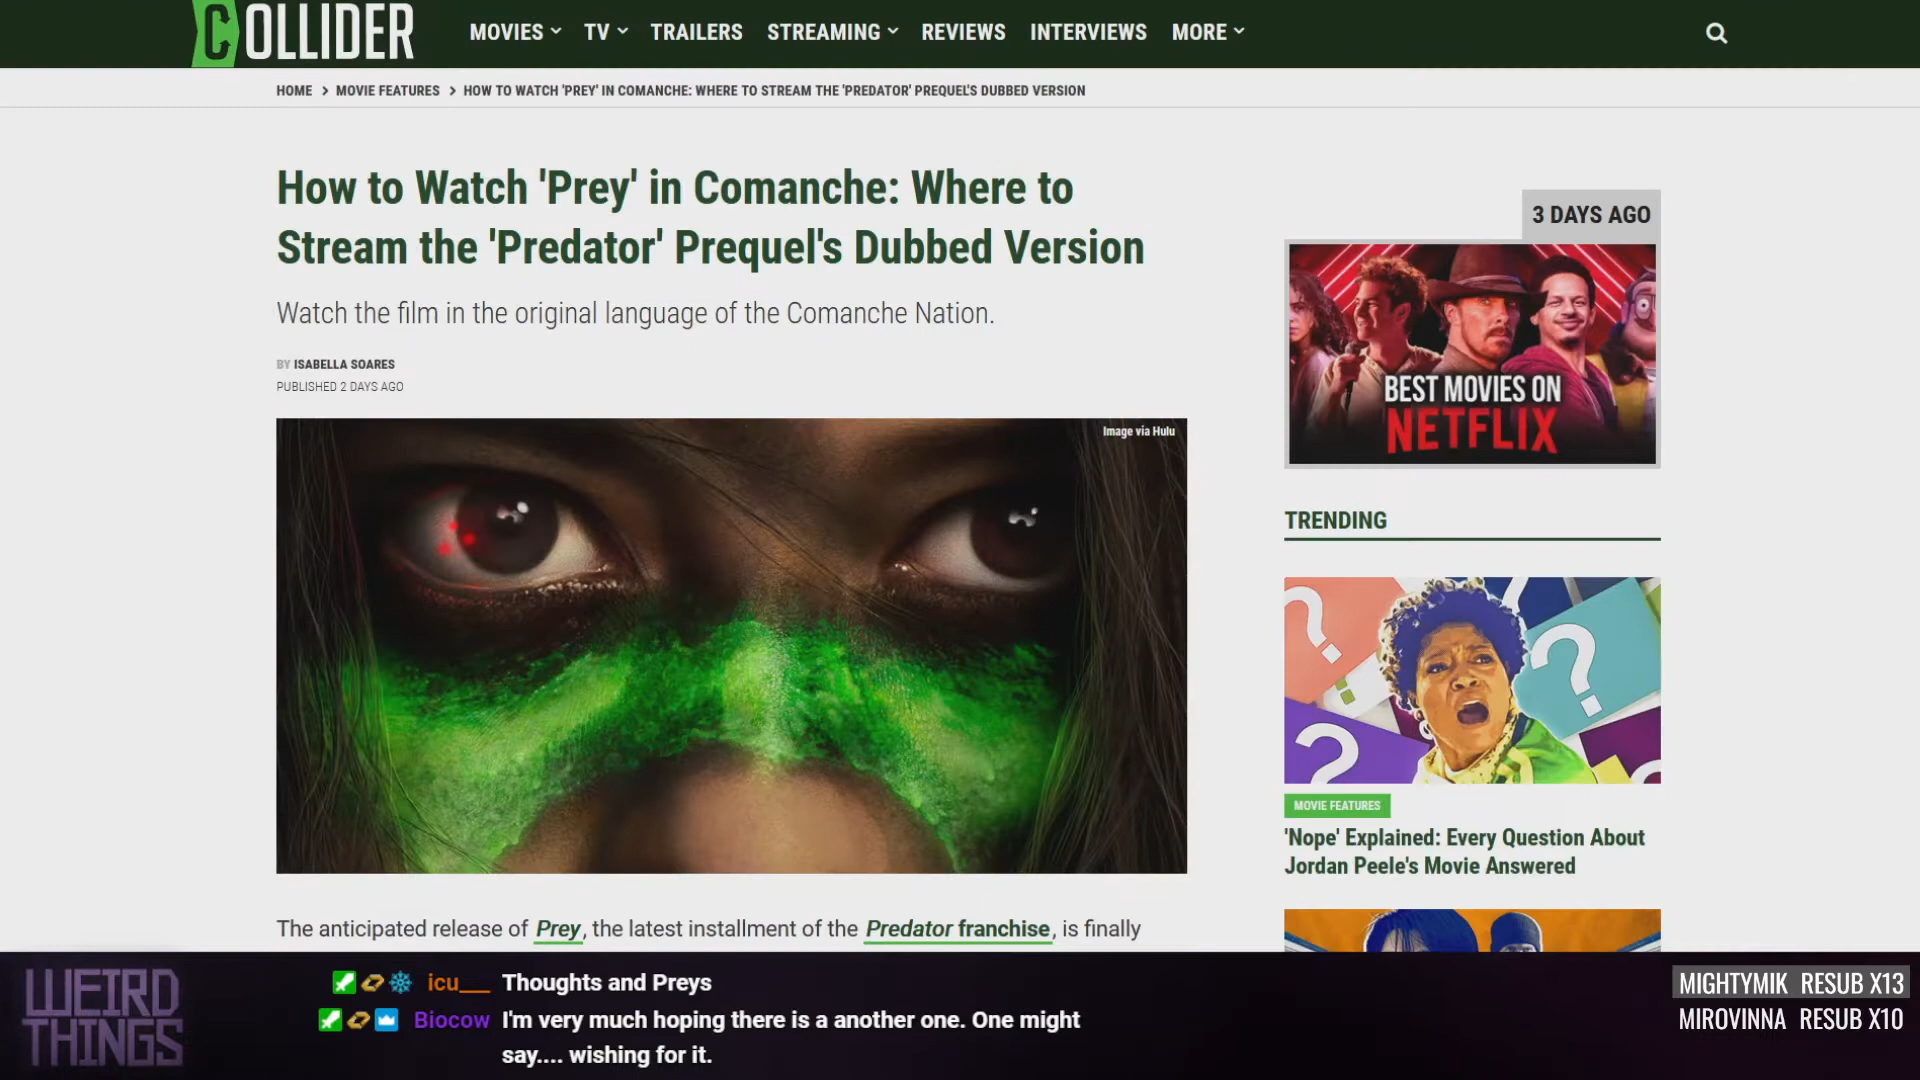 COLLIDER
MOVIES TV TRAILERS STREAMING REVIEWS INTERVIEWS MORE
HOME > MOVIE FEATURES > HOW TO WATCH 'PREY' IN COMANCHE: WHERE TO STREAM THE 'PREDATOR' PREQUEL'S DUBBED VERSION
How to Watch 'Prey' in Comanche: Where to
Stream the 'Predator' Prequel's Dubbed Version
Watch the film in the original language of the Comanche Nation.
BY ISABELLA SOARES
PUBLISHED 2 DAYS AGO
Image via Hulu
The anticipated release of Prey, the latest installment of the Predator franchise, is finally
3 DAYS AGO
BEST MOVIES ON
NETFLIX
TRENDING
? ? ?
MOVIE FEATURES
'Nope' Explained: Every Question About
Jordan Peele's Movie Answered
WEIRD
THINGS
icu___ Thoughts and Preys
Biocow I'm very much hoping there is a another one. One might
say.... wishing for it.
MIGHTYMIK RESUB X13
MIROVINNA RESUB X10